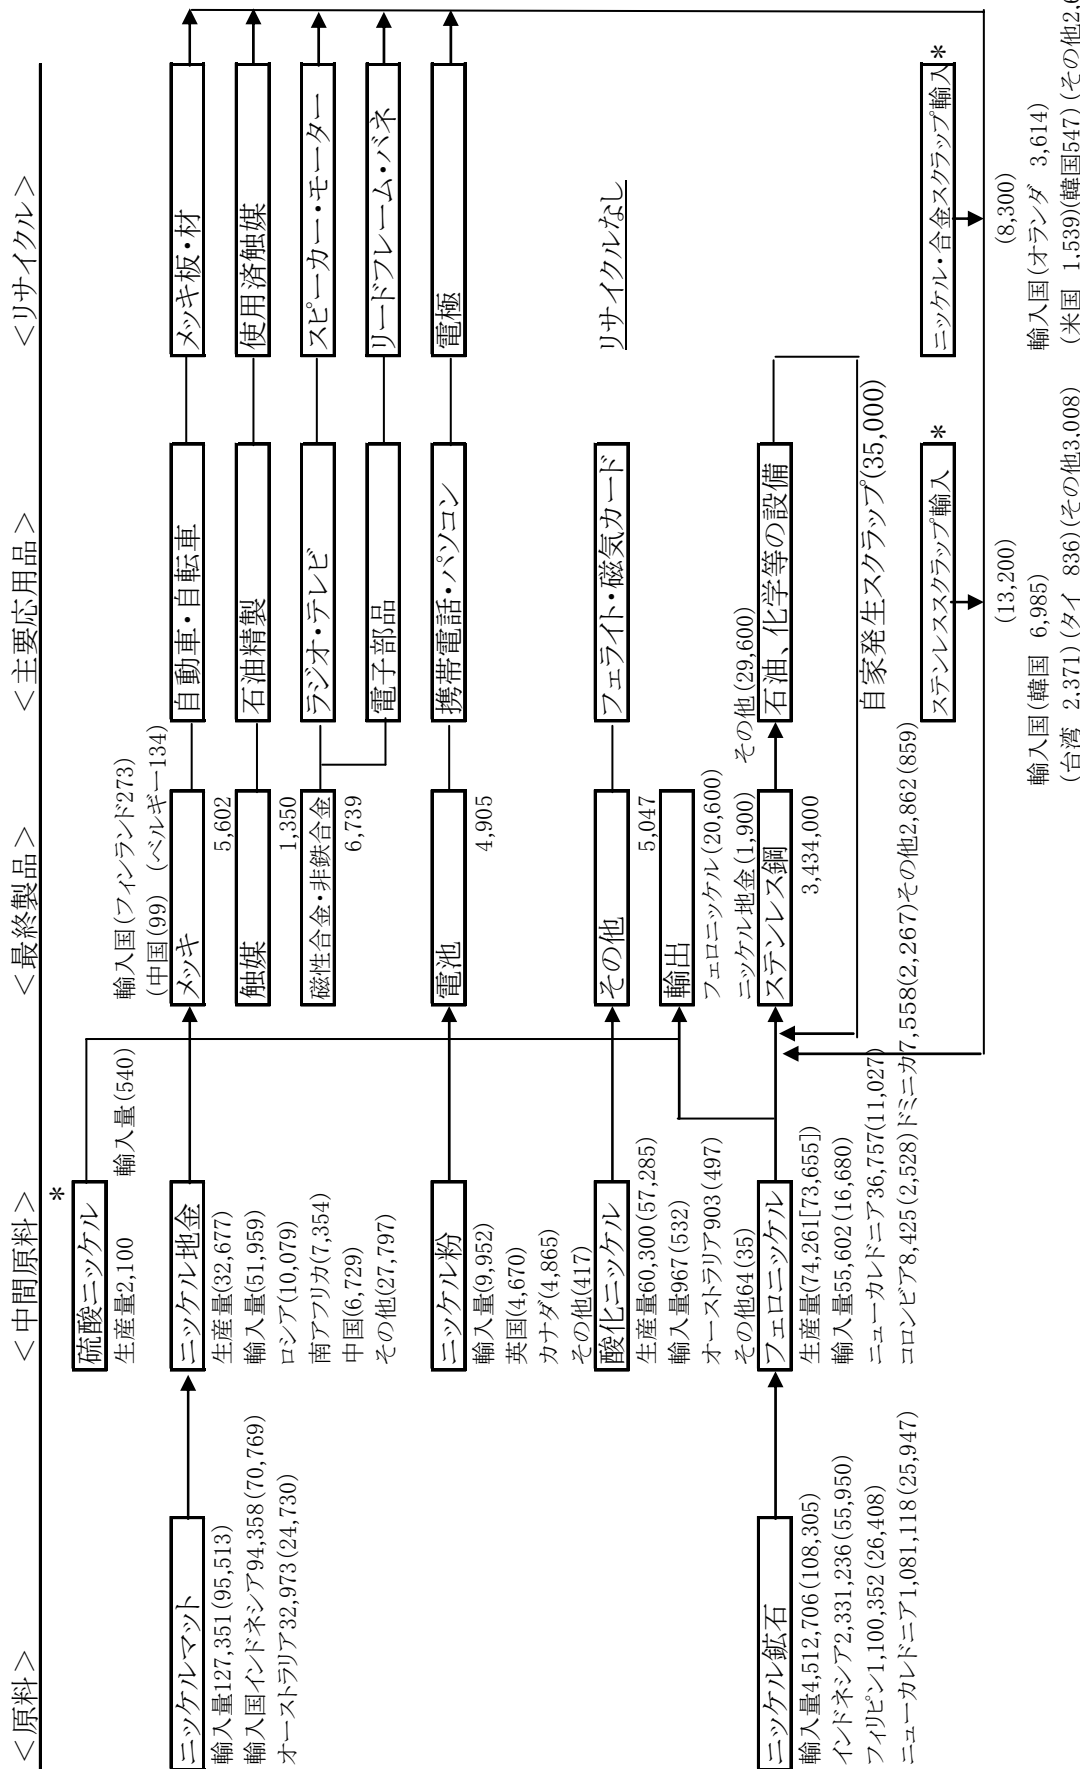 ＜原料＞
＜中間原料＞
＜最終製品＞
＜主要応用品＞
＜リサイクル＞
*
硫酸ニッケル
生産量2,100 輸入量(540)
ニッケルマット
輸入量127,351(95,513)
輸入国インドネシア94,358(70,769)
オーストラリア32,973(24,730)
ニッケル地金
生産量(32,677)
輸入量(51,959)
ロシア(10,079)
南アフリカ(7,354)
中国(6,729)
その他(27,797)
ニッケル粉
輸入量(9,952)
英国(4,670)
カナダ(4,865)
その他(417)
酸化ニッケル
生産量60,300(57,285)
輸入量967(532)
オーストラリア903(497)
その他64(35)
ニッケル鉱石
輸入量4,512,706(108,305)
インドネシア2,331,236(55,950)
フィリピン1,100,352(26,408)
ニューカレドニア1,081,118(25,947)
フェロニッケル
生産量(74,261[73,655])
輸入量55,602(16,680)
ニューカレドニア36,757(11,027)
コロンビア8,425(2,528)ドミニカ7,558(2,267)その他2,862(859)
輸入国(フィンランド273)
(中国(99) (ベルギー134)
メッキ
5,602
触媒
1,350
磁性合金・非鉄合金
6,739
電池
4,905
その他
5,047
輸出
フェロニッケル(20,600)
ニッケル地金(1,900) その他(29,600)
ステンレス鋼
3,434,000
自動車・自転車
石油精製
ラジオ・テレビ
電子部品
携帯電話・パソコン
フェライト・磁気カード
石油、化学等の設備
自家発生スクラップ(35,000)
ステンレススクラップ輸入
*
(13,200)
輸入国(韓国 6,985)
(台湾 2,371)(タイ 836)(その他3,008)
メッキ板・材
使用済触媒
スピーカー・モーター
リードフレーム・バネ
電極
リサイクルなし
ニッケル・合金スクラップ輸入
*
(8,300)
輸入国(オランダ 3,614)
(米国 1,539)(韓国547)(その他2,6